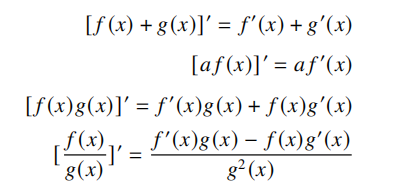 [f(x) + g(x)]′ = f′(x) + g′(x)
[af(x)]′ = af′(x)
[f(x)g(x)]′ = f′(x)g(x) + f(x)g′(x)
[f(x)/g(x)]′ = (f′(x)g(x) − f(x)g′(x))/g²(x)